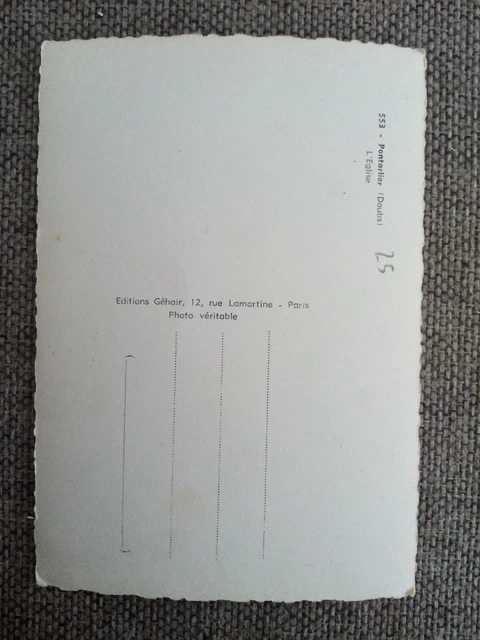 553 - Pontarlier (Doubs)
L'Eglise
25
Editions Géhair, 12, rue Lamartine - Paris
Photo véritable